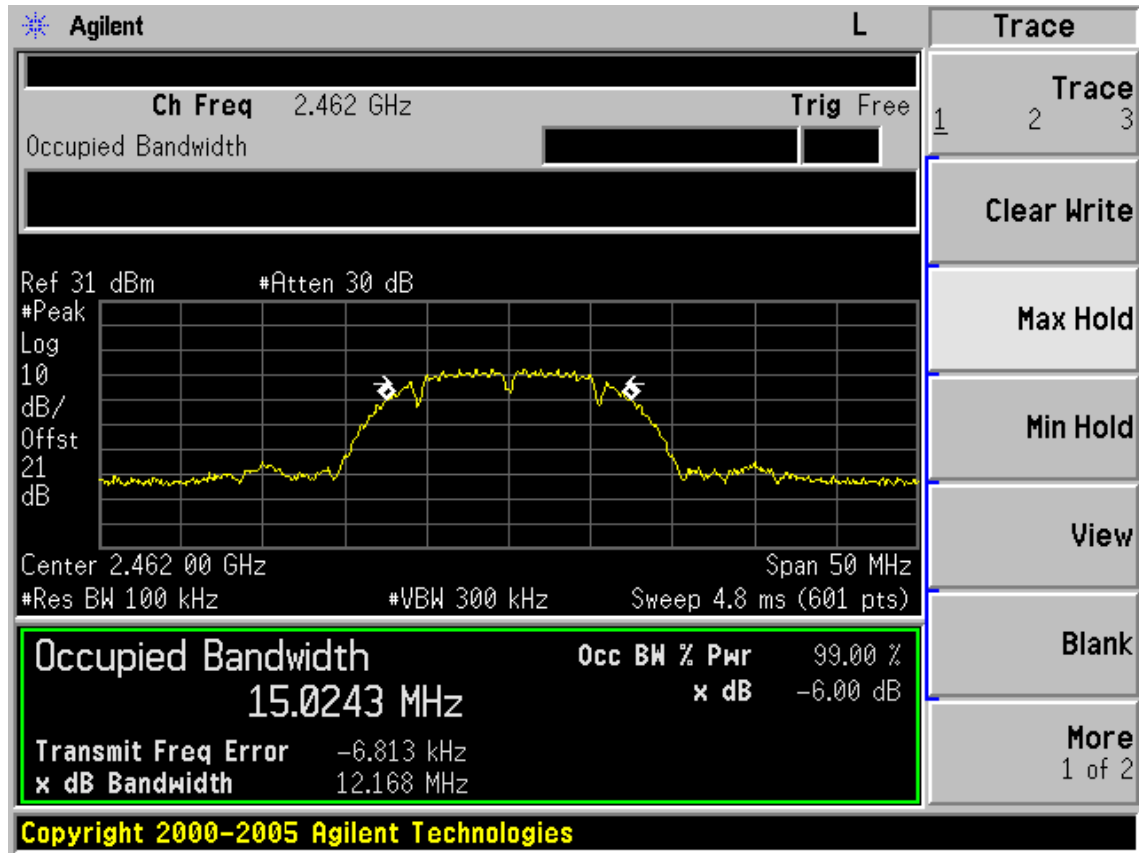 Agilent L Trace
Ch Freq 2.462 GHz Trig Free
Occupied Bandwidth
Trace
1 2 3
Clear Write
Max Hold
Min Hold
View
Blank
More
1 of 2
Ref 31 dBm #Atten 30 dB
#Peak
Log
10
dB/
Offst
21
dB
Center 2.462 00 GHz Span 50 MHz
#Res BW 100 kHz #VBW 300 kHz Sweep 4.8 ms (601 pts)
Occupied Bandwidth Occ BW % Pwr 99.00 %
15.0243 MHz x dB -6.00 dB
Transmit Freq Error -6.813 kHz
x dB Bandwidth 12.168 MHz
Copyright 2000-2005 Agilent Technologies